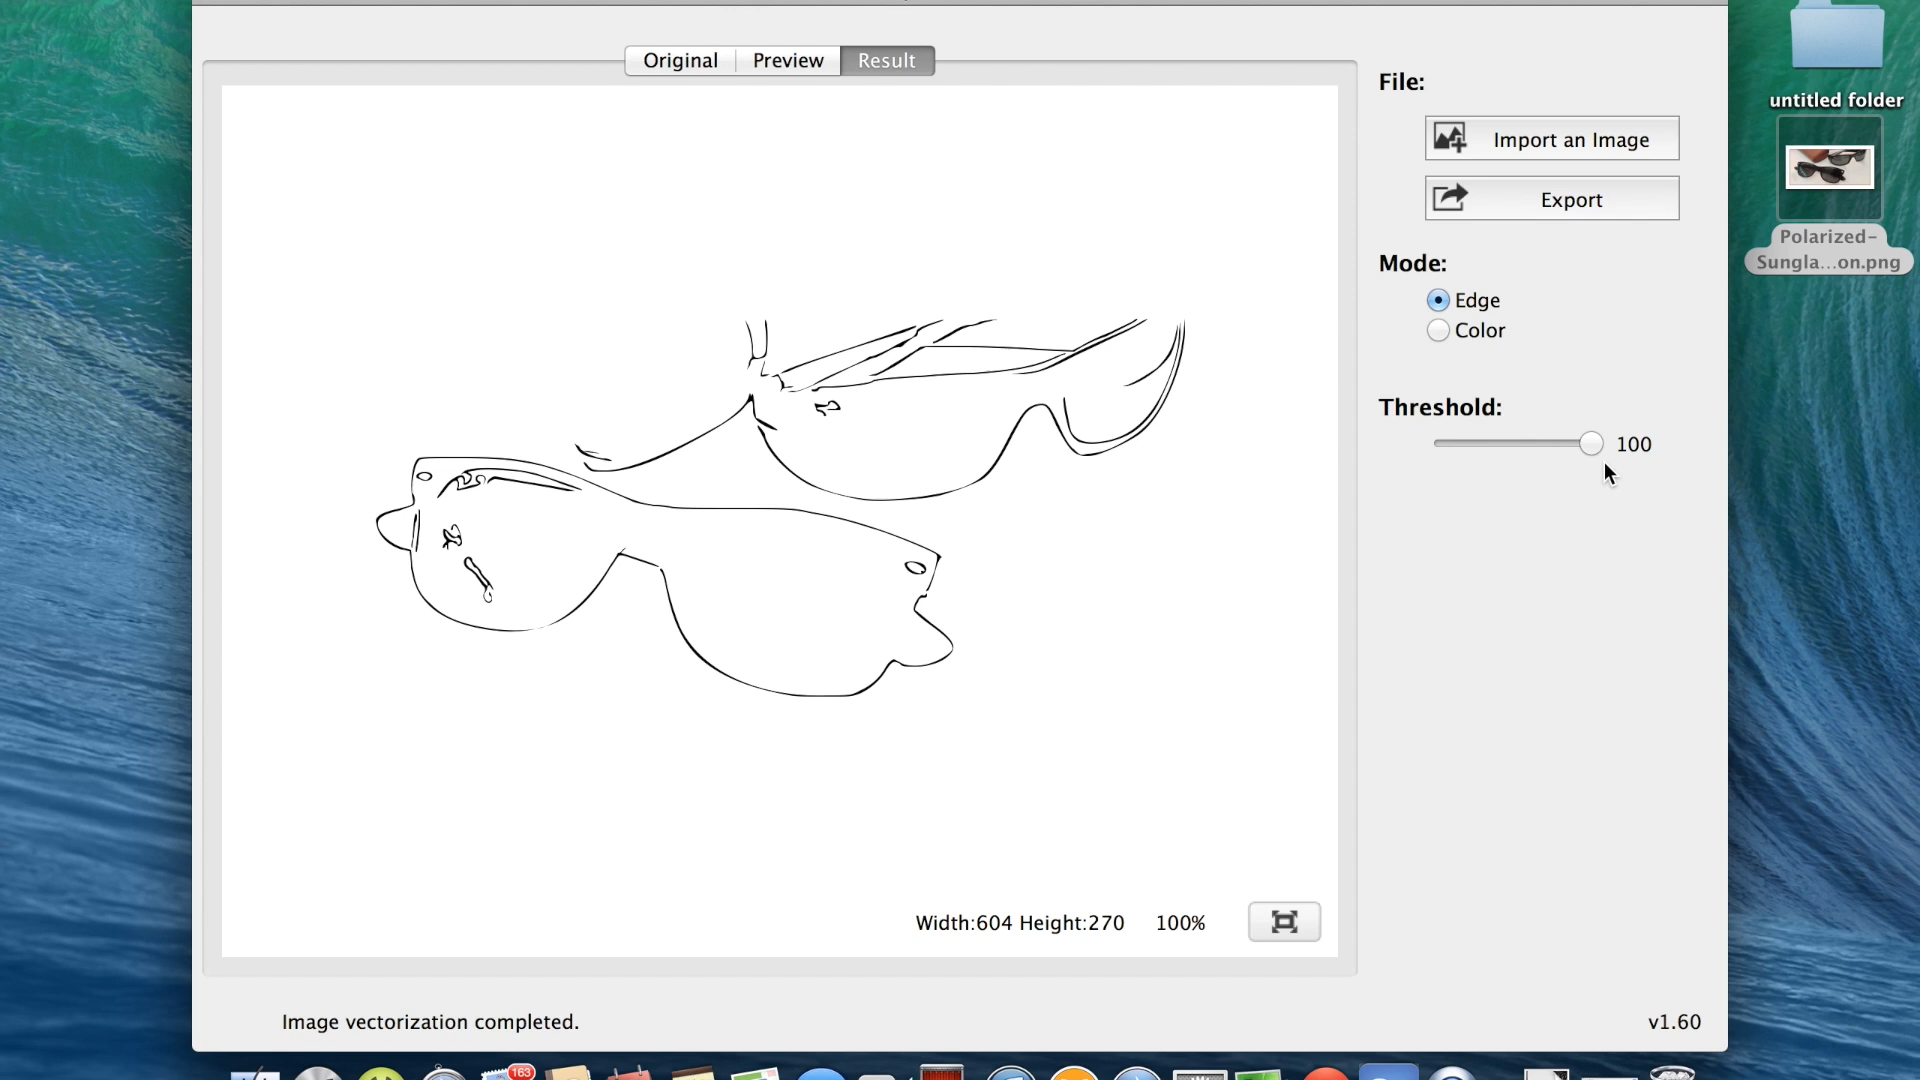 Original Preview Result
File:
Import an Image
Export
Mode:
Edge
Color
Threshold:
100
Width:604 Height:270 100%
Image vectorization completed.
v1.60
untitled folder
Polarized-
Sungla...on.png
163